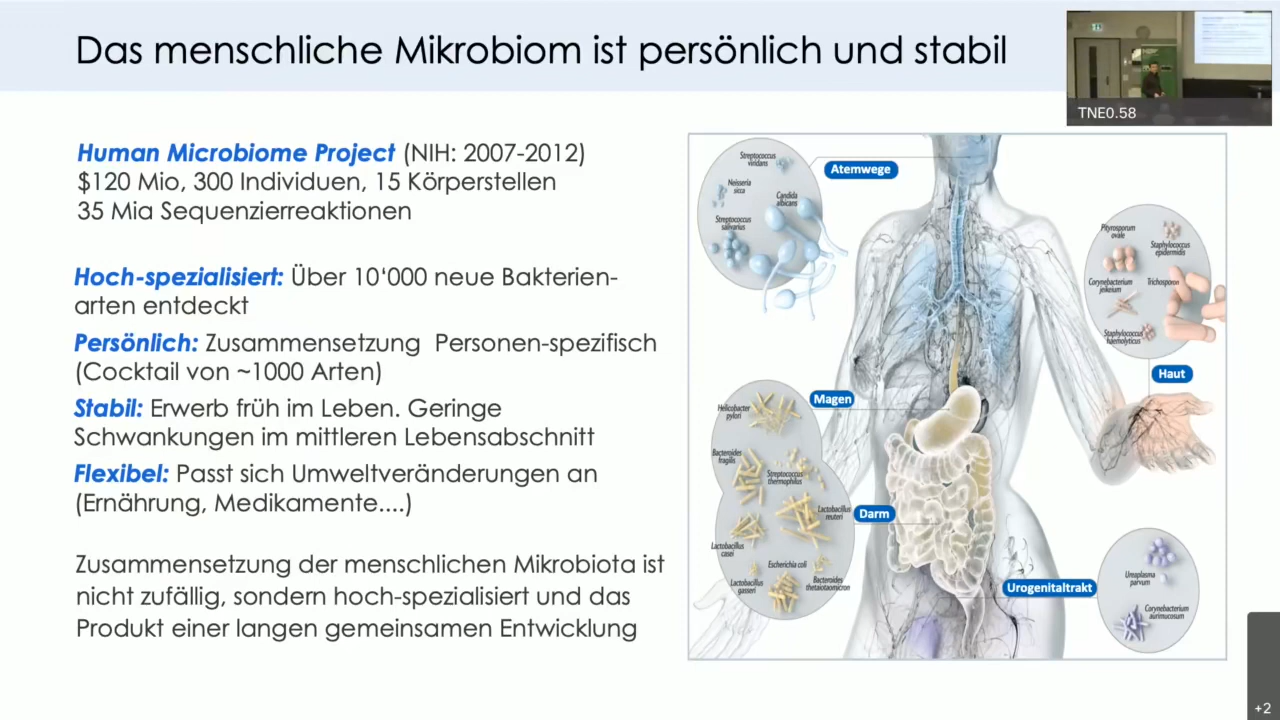 Das menschliche Mikrobiom ist persönlich und stabil
TNE0.58
Human Microbiome Project (NIH: 2007-2012)
$120 Mio, 300 Individuen, 15 Körperstellen
35 Mia Sequenzierreaktionen
Hoch-spezialisiert: Über 10‘000 neue Bakterien-
arten entdeckt
Persönlich: Zusammensetzung Personen-spezifisch
(Cocktail von ~1000 Arten)
Stabil: Erwerb früh im Leben. Geringe
Schwankungen im mittleren Lebensabschnitt
Flexibel: Passt sich Umweltveränderungen an
(Ernährung, Medikamente....)
Zusammensetzung der menschlichen Mikrobiota ist
nicht zufällig, sondern hoch-spezialisiert und das
Produkt einer langen gemeinsamen Entwicklung
Streptococcus
viridans
Neisseria
sicca
Candida
albicans
Streptococcus
salivarius
Atemwege
Pityrosporum
ovale
Staphylococcus
epidermidis
Corynebacterium
jeikeium
Trichosporon
Staphylococcus
haemolyticus
Haut
Magen
Helicobacter
pylori
Bacteroides
fragilis
Streptococcus
thermophilus
Lactobacillus
reuteri
Lactobacillus
casei
Escherichia coli
Lactobacillus
gasseri
Bacteroides
thetaiotaomicron
Darm
Urogenitaltrakt
Ureaplasma
parvum
Corynebacterium
aurimucosum
+2